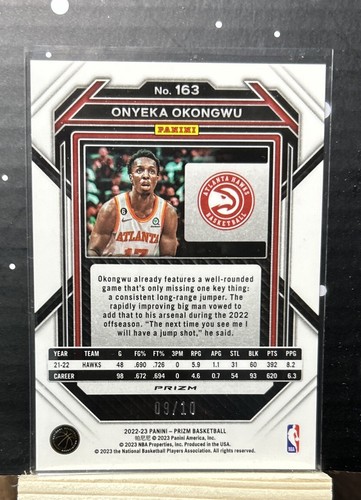 No. 163
ONYEKA OKONGWU
PANINI
ATLANTA HAWKS
BASKETBALL
6
ATLANTA
17
Okongwu already features a well-rounded
game that's only missing one key thing:
a consistent long-range jumper. The
rapidly improving big man vowed to
add that to his arsenal during the 2022
offseason. "The next time you see me I
will have a jump shot," he said.
YEAR TEAM G FG% FT% 3PM RPG APG STL BLK PTS PPG
21-22 HAWKS 48 .690 .726 0 5.9 1.1 31 60 392 8.2
CAREER 98 .672 .694 0 4.6 0.7 54 93 620 6.3
PRIZM
09/10
2022-23 PANINI – PRIZM BASKETBALL
帕尼尼 © 2023 Panini America, Inc.
© 2023 NBA Properties, Inc. Produced in the USA.
© 2023 the National Basketball Players Association. All rights reserved.
NBA